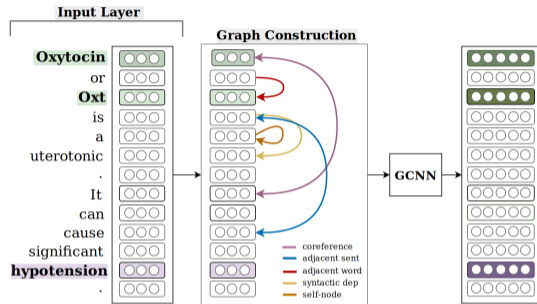 Input Layer
Graph Construction
Oxytocin
or
Oxt
is
a
uterotonic
.
It
can
cause
significant
hypotension
.
GCNN
coreference
adjacent sent
adjacent word
syntactic dep
self-node